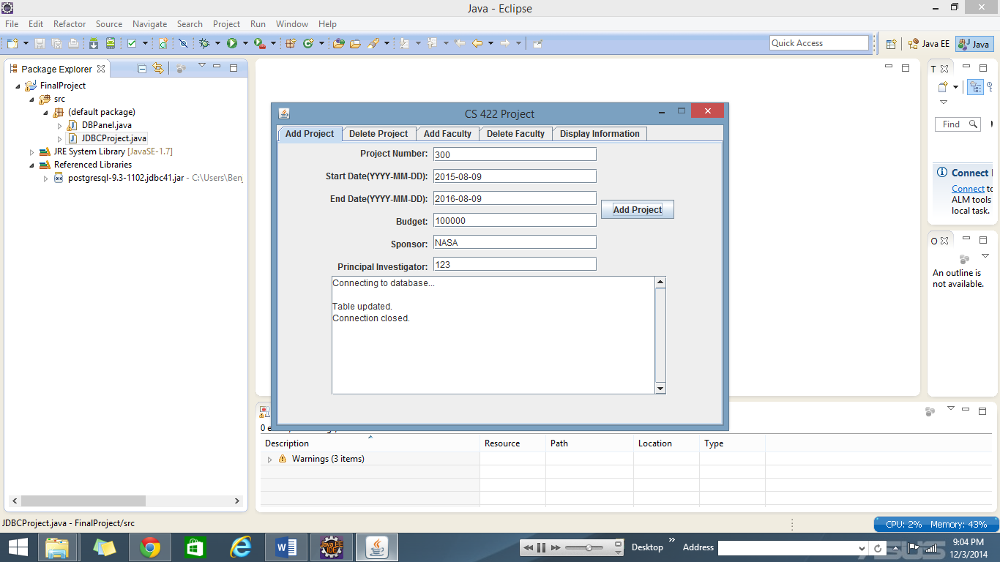 Java - Eclipse
File Edit Refactor Source Navigate Search Project Run Window Help
Quick Access
Java EE
Java
Package Explorer
FinalProject
src
(default package)
DBPanel.java
JDBCProject.java
JRE System Library [JavaSE-1.7]
Referenced Libraries
postgresql-9.3-1102.jdbc41.jar - C:\Users\Ben_
CS 422 Project
Add Project Delete Project Add Faculty Delete Faculty Display Information
Project Number: 300
Start Date(YYYY-MM-DD): 2015-08-09
End Date(YYYY-MM-DD): 2016-08-09
Add Project
Budget: 100000
Sponsor: NASA
Principal Investigator: 123
Connecting to database...
Table updated.
Connection closed.
T
Find
Connect
Connect to
ALM tools
local task.
O
An outline is
not available.
0 e
Description Resource Path Location Type
Warnings (3 items)
JDBCProject.java - FinalProject/src
CPU: 2% Memory: 43%
Java EE
IDE
Desktop
Address
ASUS
9:04 PM
12/3/2014